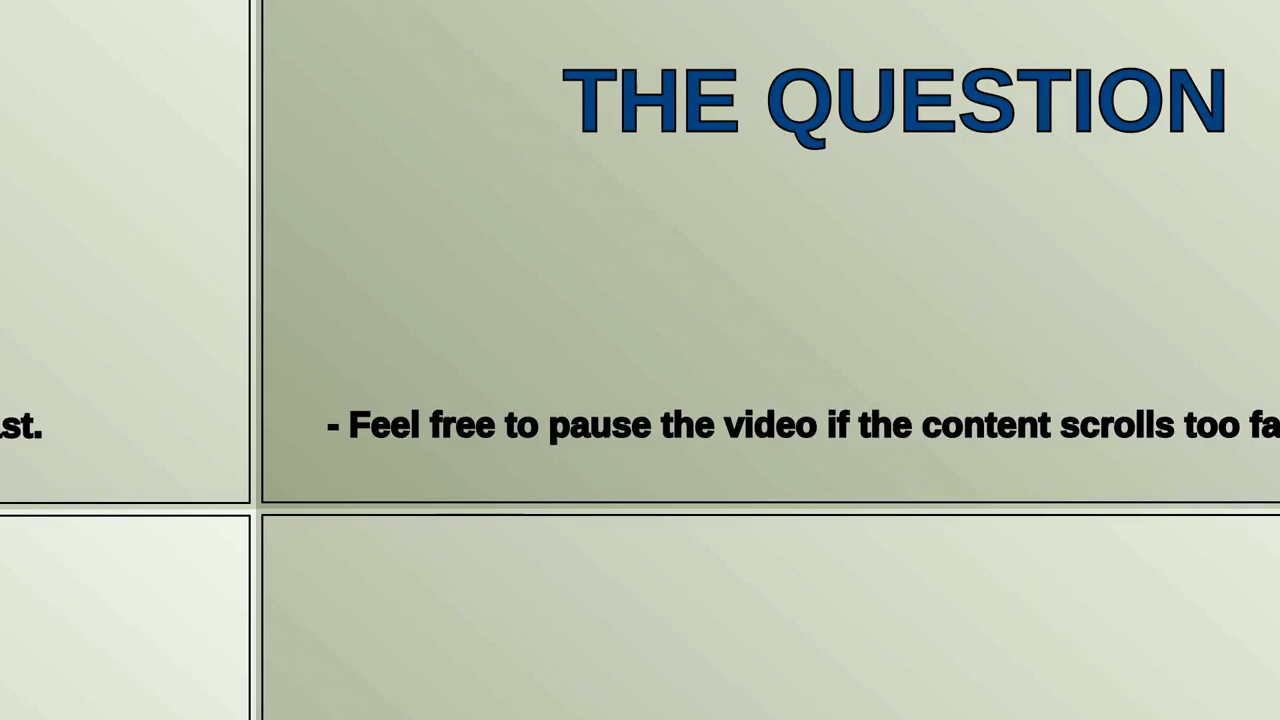 THE QUESTION
st.
- Feel free to pause the video if the content scrolls too fa